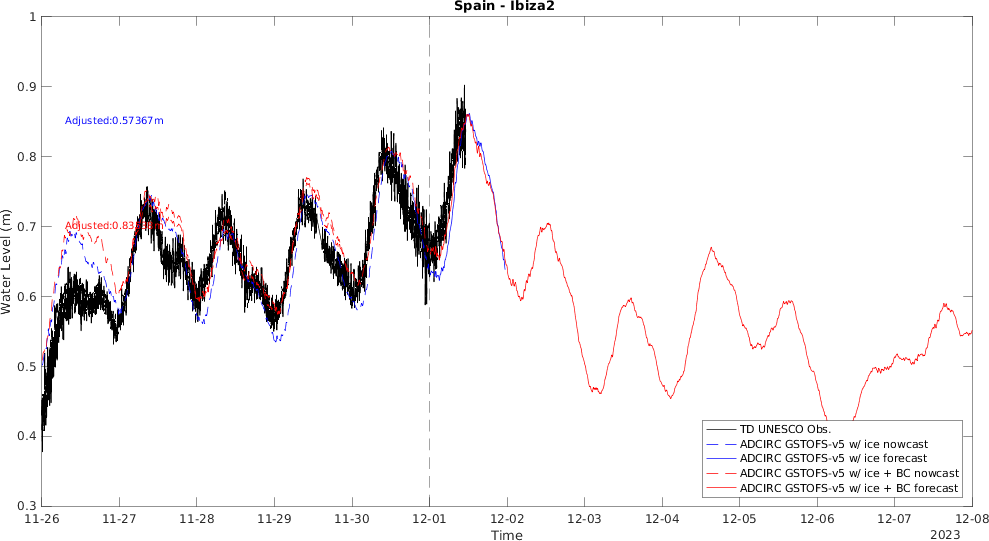 Spain - Ibiza2
Water Level (m)
1
0.9
0.8
0.7
0.6
0.5
0.4
0.3
Adjusted:0.57367m
TD UNESCO Obs.
ADCIRC GSTOFS-v5 w/ ice nowcast
ADCIRC GSTOFS-v5 w/ ice forecast
ADCIRC GSTOFS-v5 w/ ice + BC nowcast
ADCIRC GSTOFS-v5 w/ ice + BC forecast
11-26 11-27 11-28 11-29 11-30 12-01 12-02 12-03 12-04 12-05 12-06 12-07 12-08
Time
2023